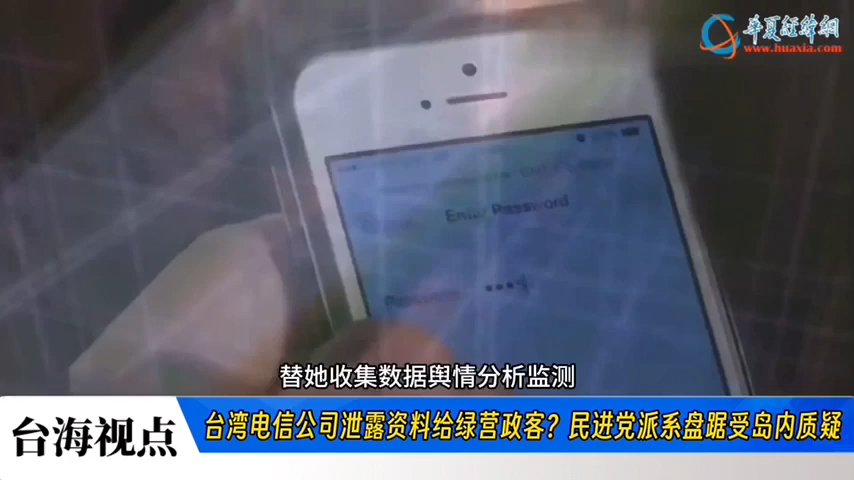 华夏经纬網
www.huaxia.com
Enter Password
替她收集数据舆情分析监测
台海视点
台湾电信公司泄露资料给绿营政客？民进党派系盘踞受岛内质疑